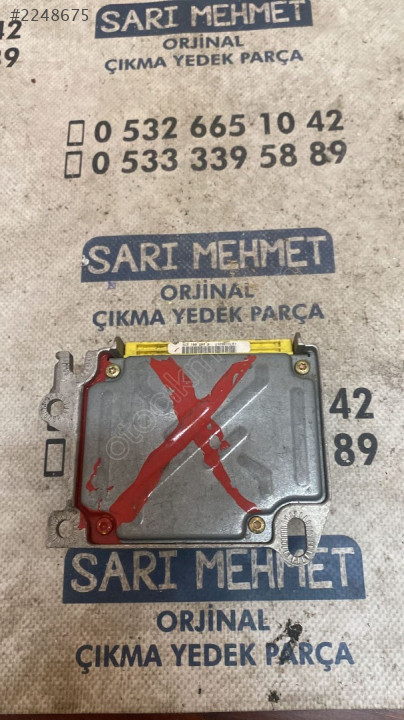 #2248675
42
89
SARI MEHMET
ORJİNAL
ÇIKMA YEDEK PARÇA
0 532 665 10 42
0 533 339 58 89
SARI MEHMET
ORJİNAL
ÇIKMA YEDEK PARÇA
42
89
SARI MEHMET
ORJİNAL
ÇIKMA YEDEK PARÇA